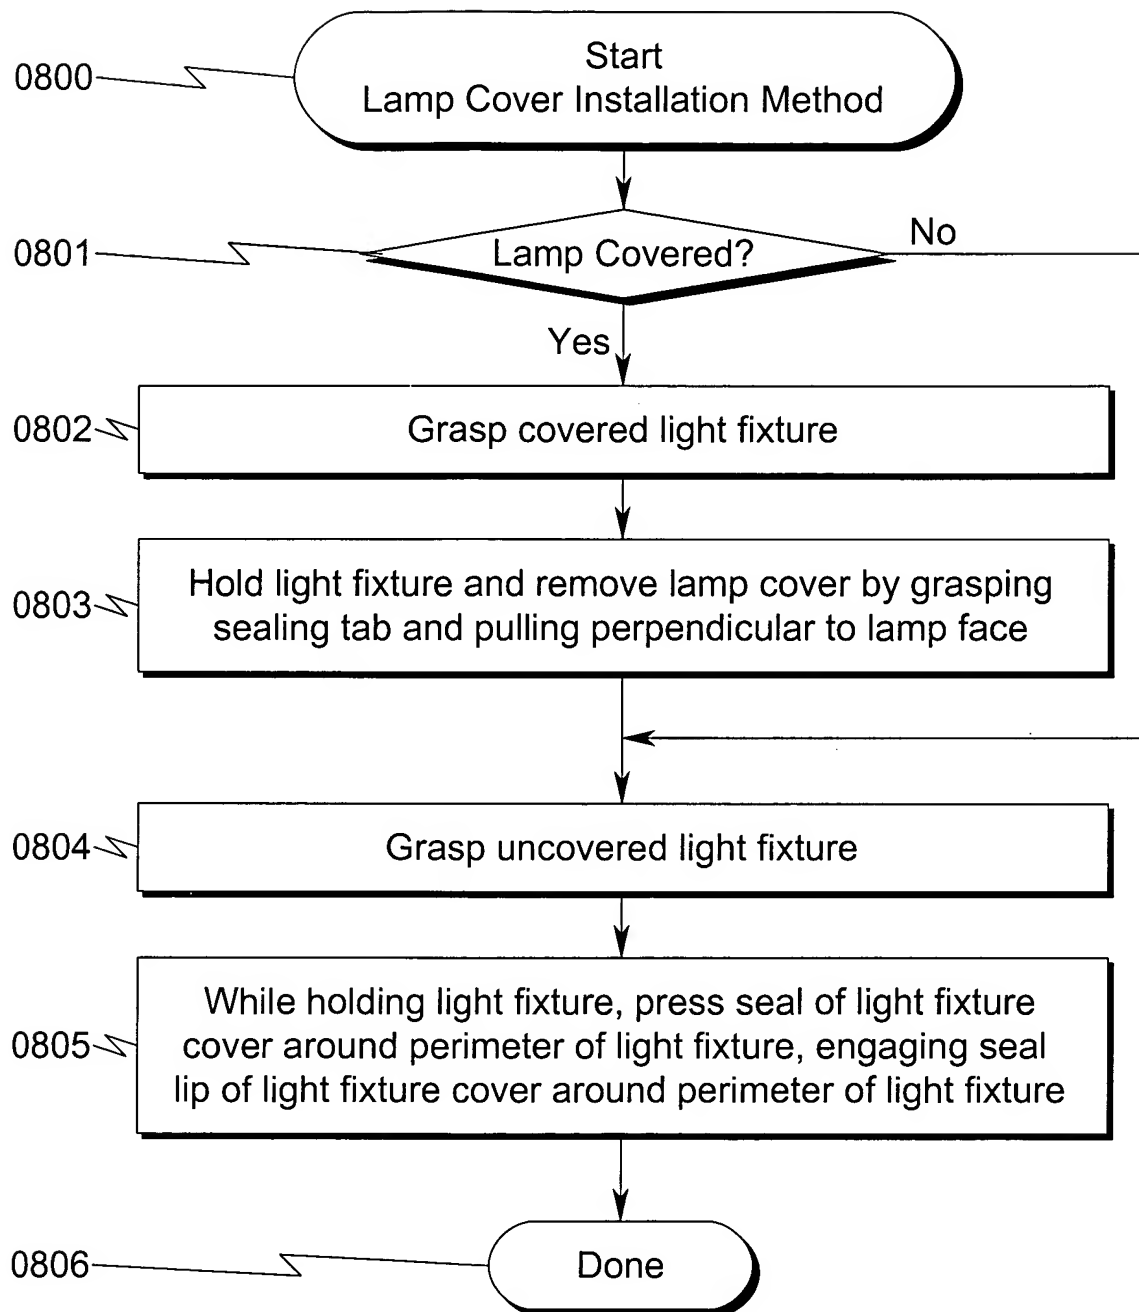 0800
Start
Lamp Cover Installation Method
0801
Lamp Covered?
No
Yes
0802
Grasp covered light fixture
0803
Hold light fixture and remove lamp cover by grasping
sealing tab and pulling perpendicular to lamp face
0804
Grasp uncovered light fixture
0805
While holding light fixture, press seal of light fixture
cover around perimeter of light fixture, engaging seal
lip of light fixture cover around perimeter of light fixture
0806
Done